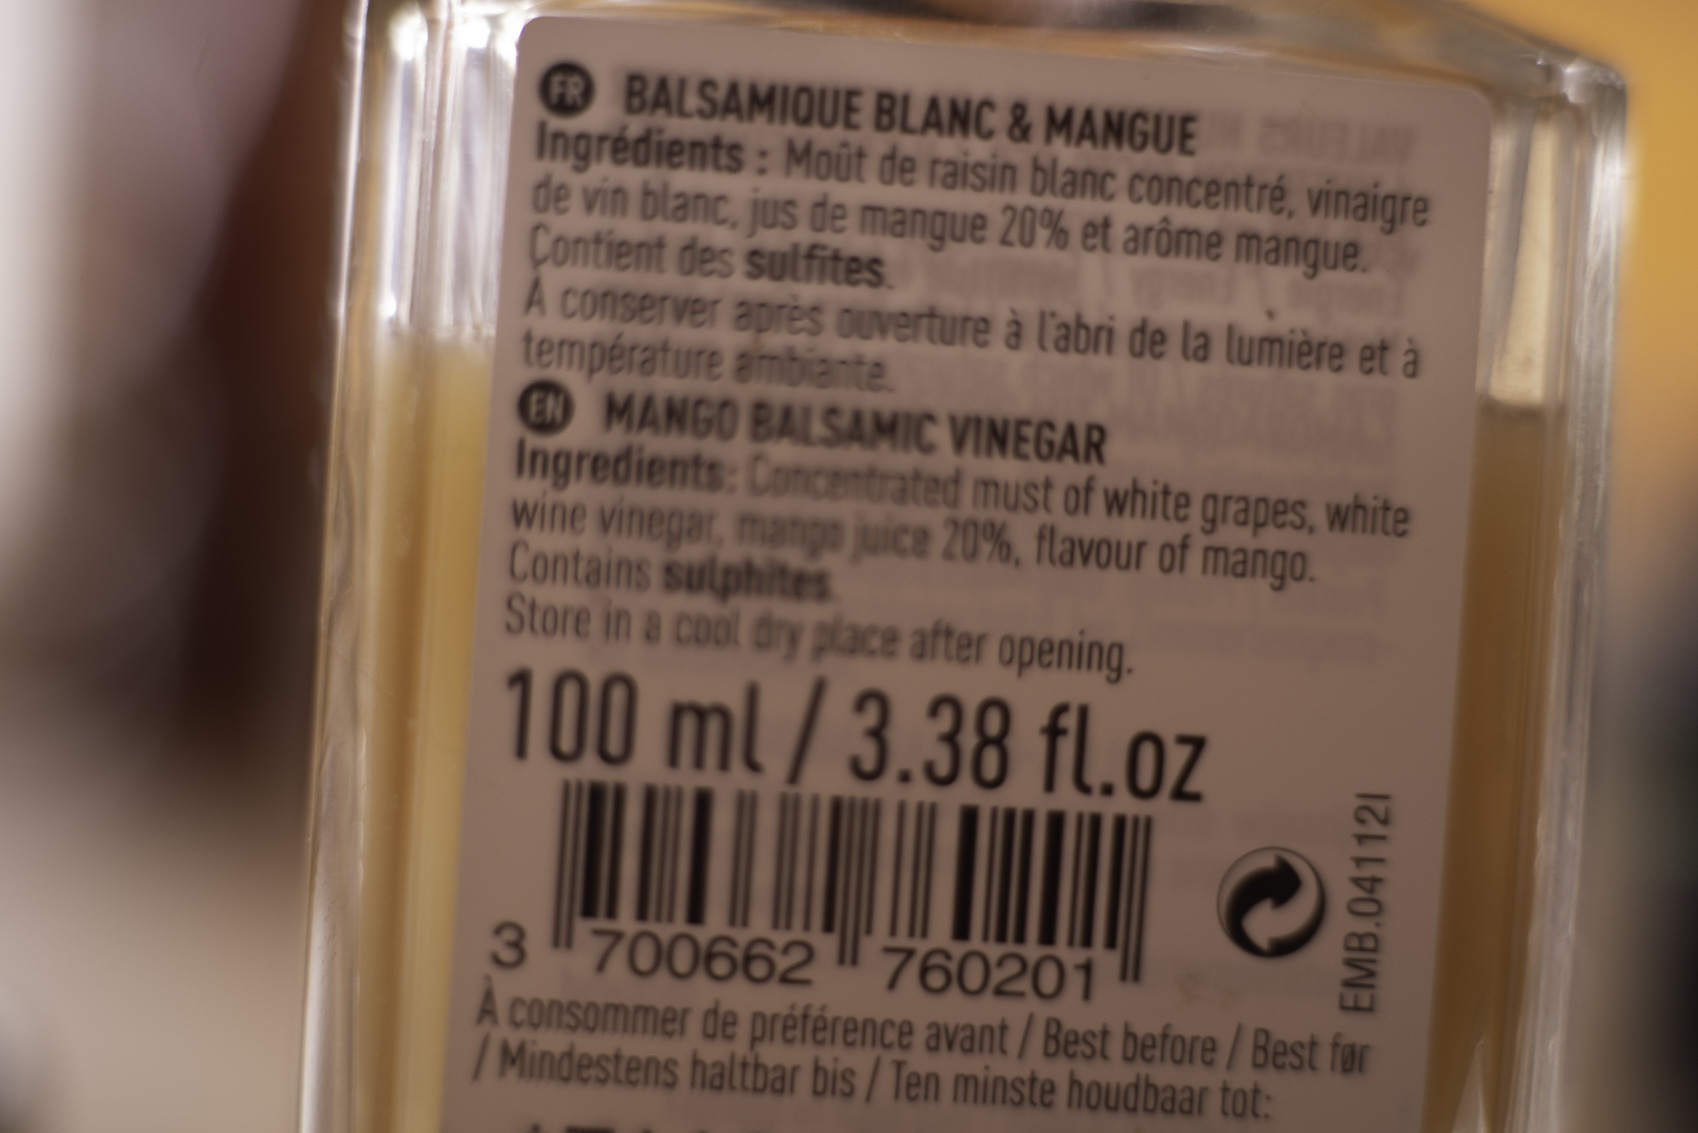 FR BALSAMIQUE BLANC & MANGUE
Ingrédients : Moût de raisin blanc concentré, vinaigre
de vin blanc, jus de mangue 20% et arôme mangue.
Contient des sulfites.
À conserver après ouverture à l'abri de la lumière et à
température ambiante.
EN MANGO BALSAMIC VINEGAR
Ingredients: Concentrated must of white grapes, white
wine vinegar, mango juice 20%, flavour of mango.
Contains sulphites.
Store in a cool dry place after opening.
100 ml / 3.38 fl.oz
3 700662 760201
EMB.04112I
À consommer de préférence avant / Best before / Best før
/ Mindestens haltbar bis / Ten minste houdbaar tot: